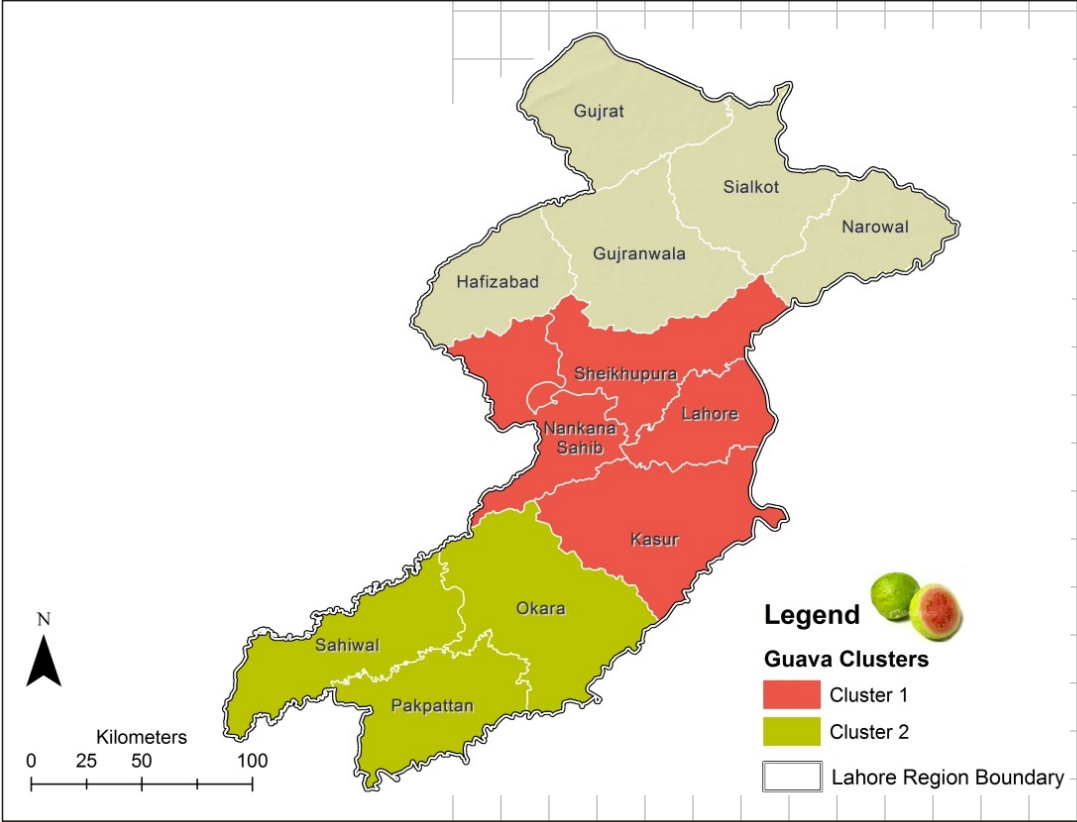 Gujrat
Sialkot
Narowal
Gujranwala
Hafizabad
Sheikhupura
Lahore
Nankana
Sahib
Kasur
Okara
Sahiwal
Pakpattan
N
Kilometers
0 25 50 100
Legend
Guava Clusters
Cluster 1
Cluster 2
Lahore Region Boundary